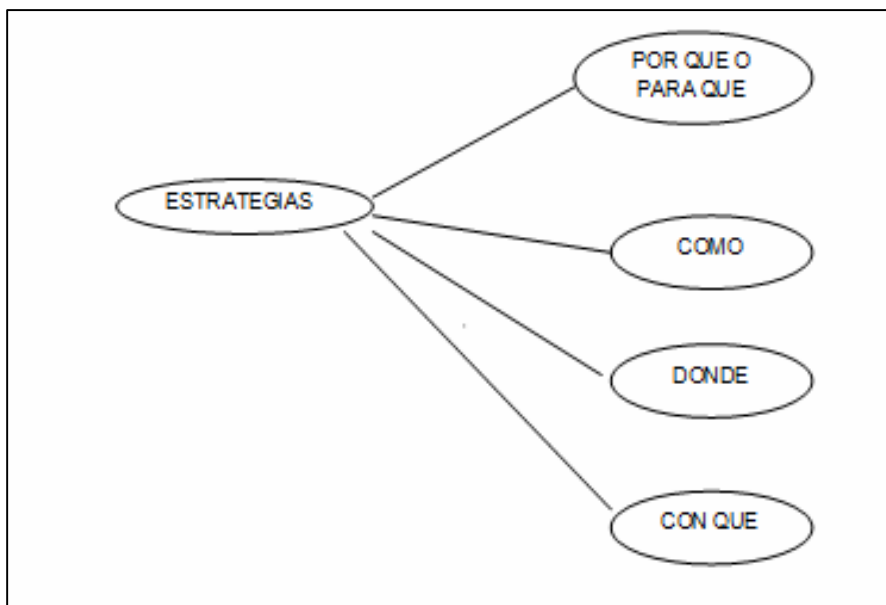 POR QUE O
PARA QUE
ESTRATEGIAS
COMO
DONDE
CON QUE